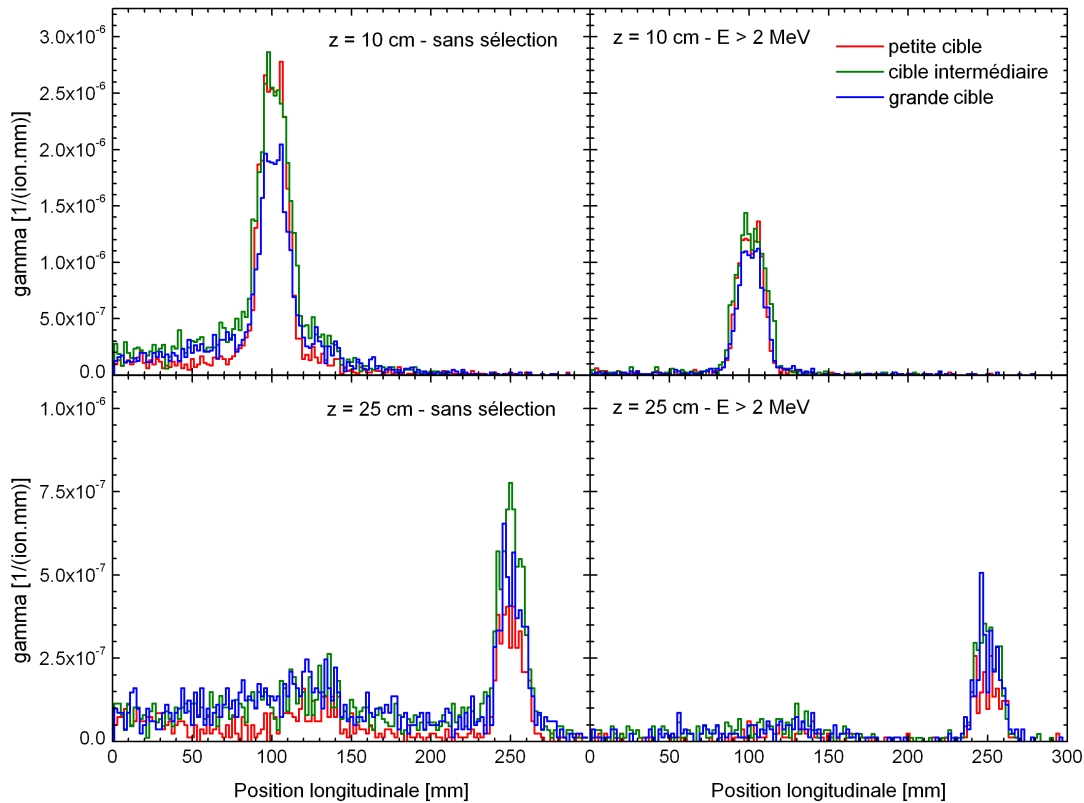 z = 10 cm - sans sélection
z = 10 cm - E > 2 MeV
petite cible
cible intermédiaire
grande cible
gamma [1/(ion.mm)]
3.0x10⁻⁶
2.5x10⁻⁶
2.0x10⁻⁶
1.5x10⁻⁶
1.0x10⁻⁶
5.0x10⁻⁷
0.0
z = 25 cm - sans sélection
z = 25 cm - E > 2 MeV
gamma [1/(ion.mm)]
1.0x10⁻⁶
7.5x10⁻⁷
5.0x10⁻⁷
2.5x10⁻⁷
0.0
0 50 100 150 200 250 0 50 100 150 200 250 300
Position longitudinale [mm] Position longitudinale [mm]